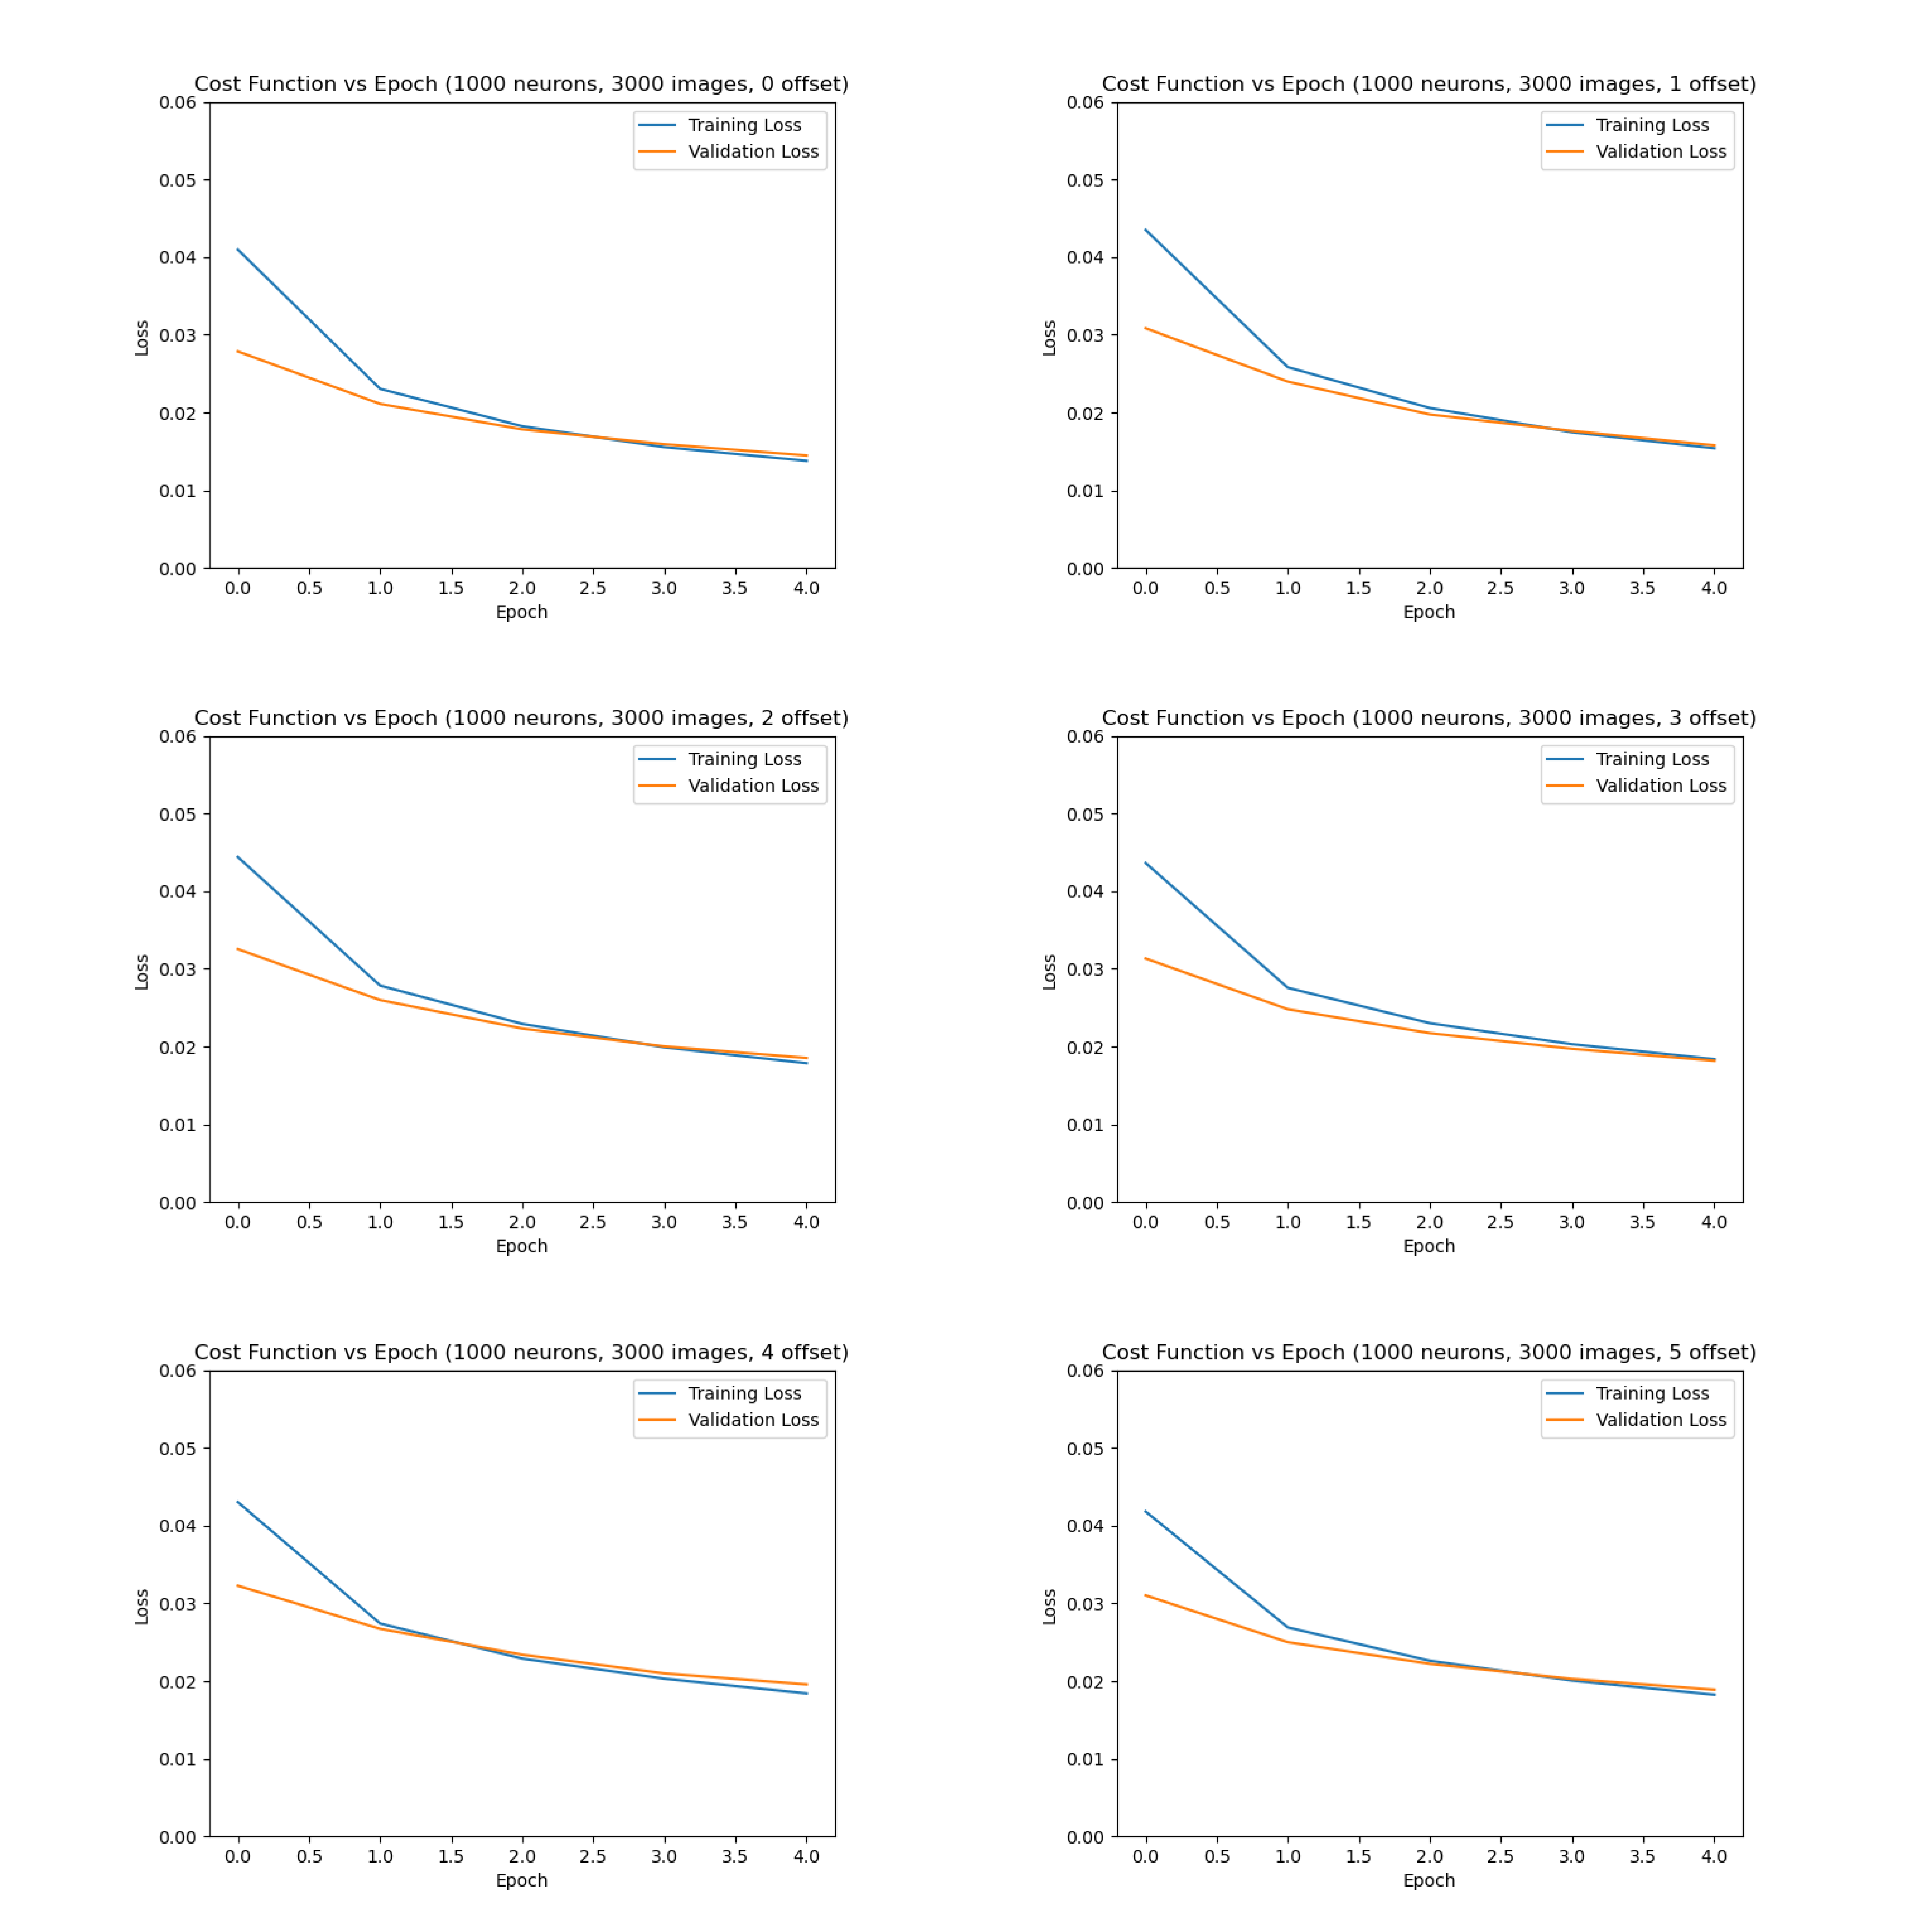 Cost Function vs Epoch (1000 neurons, 3000 images, 0 offset)
0.06
0.05
0.04
0.03
0.02
0.01
0.00
Loss
Training Loss
Validation Loss
0.0 0.5 1.0 1.5 2.0 2.5 3.0 3.5 4.0
Epoch
Cost Function vs Epoch (1000 neurons, 3000 images, 1 offset)
0.06
0.05
0.04
0.03
0.02
0.01
0.00
Loss
Training Loss
Validation Loss
0.0 0.5 1.0 1.5 2.0 2.5 3.0 3.5 4.0
Epoch
Cost Function vs Epoch (1000 neurons, 3000 images, 2 offset)
0.06
0.05
0.04
0.03
0.02
0.01
0.00
Loss
Training Loss
Validation Loss
0.0 0.5 1.0 1.5 2.0 2.5 3.0 3.5 4.0
Epoch
Cost Function vs Epoch (1000 neurons, 3000 images, 3 offset)
0.06
0.05
0.04
0.03
0.02
0.01
0.00
Loss
Training Loss
Validation Loss
0.0 0.5 1.0 1.5 2.0 2.5 3.0 3.5 4.0
Epoch
Cost Function vs Epoch (1000 neurons, 3000 images, 4 offset)
0.06
0.05
0.04
0.03
0.02
0.01
0.00
Loss
Training Loss
Validation Loss
0.0 0.5 1.0 1.5 2.0 2.5 3.0 3.5 4.0
Epoch
Cost Function vs Epoch (1000 neurons, 3000 images, 5 offset)
0.06
0.05
0.04
0.03
0.02
0.01
0.00
Loss
Training Loss
Validation Loss
0.0 0.5 1.0 1.5 2.0 2.5 3.0 3.5 4.0
Epoch